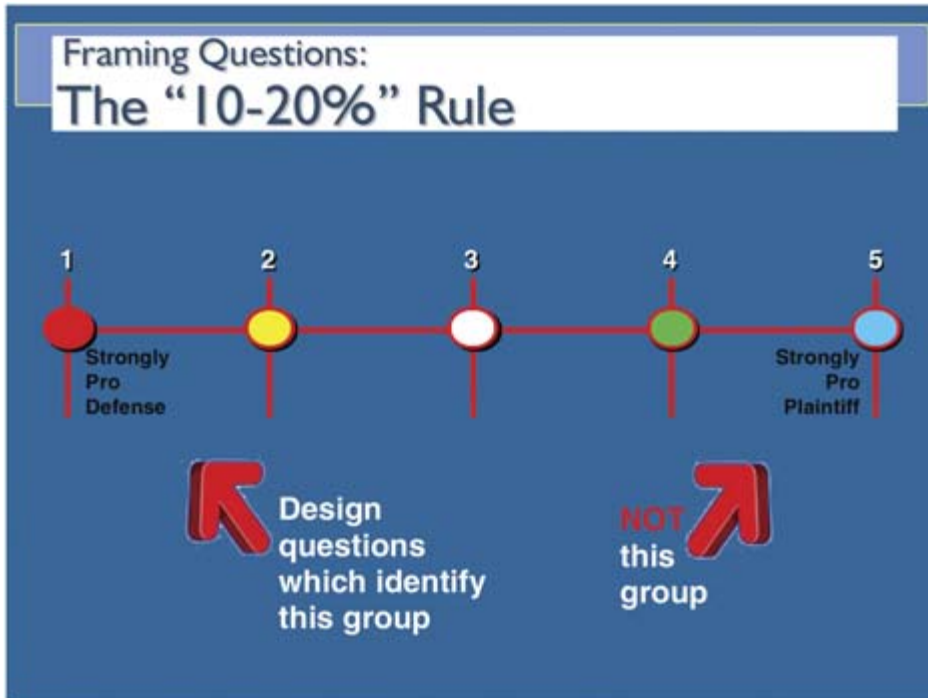 Framing Questions:
The “10-20%” Rule
1 2 3 4 5
Strongly
Pro
Defense
Strongly
Pro
Plaintiff
Design
questions
which identify
this group
NOT
this
group